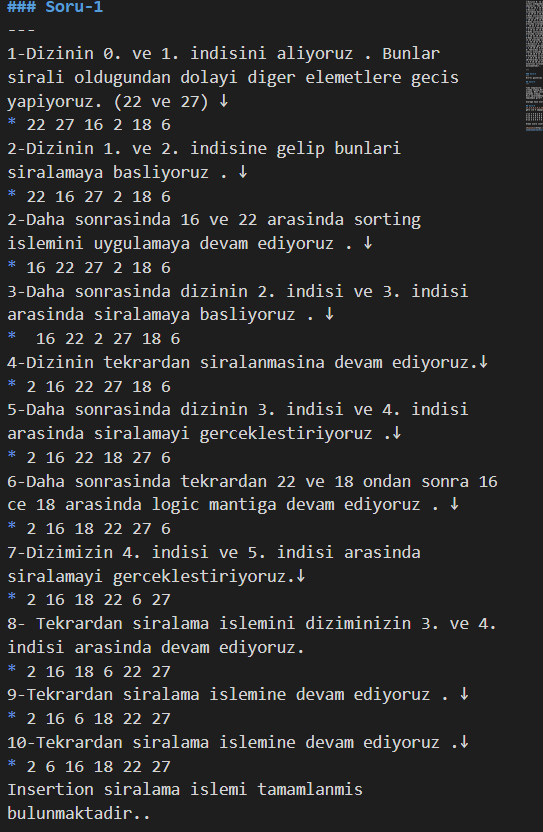 ### Soru-1
---
1-Dizinin 0. ve 1. indisini aliyoruz . Bunlar
sirali oldugundan dolayi diger elemetlere gecis
yapiyoruz. (22 ve 27) ↓
* 22 27 16 2 18 6
2-Dizinin 1. ve 2. indisine gelip bunlari
siralamaya basliyoruz . ↓
* 22 16 27 2 18 6
2-Daha sonrasinda 16 ve 22 arasinda sorting
islemini uygulamaya devam ediyoruz . ↓
* 16 22 27 2 18 6
3-Daha sonrasinda dizinin 2. indisi ve 3. indisi
arasinda siralamaya basliyoruz . ↓
*  16 22 2 27 18 6
4-Dizinin tekrardan siralanmasina devam ediyoruz.↓
* 2 16 22 27 18 6
5-Daha sonrasinda dizinin 3. indisi ve 4. indisi
arasinda siralamayi gerceklestiriyoruz .↓
* 2 16 22 18 27 6
6-Daha sonrasinda tekrardan 22 ve 18 ondan sonra 16
ce 18 arasinda logic mantiga devam ediyoruz . ↓
* 2 16 18 22 27 6
7-Dizimizin 4. indisi ve 5. indisi arasinda
siralamayi gerceklestiriyoruz.↓
* 2 16 18 22 6 27
8- Tekrardan siralama islemini diziminizin 3. ve 4.
indisi arasinda devam ediyoruz.
* 2 16 18 6 22 27
9-Tekrardan siralama islemine devam ediyoruz . ↓
* 2 16 6 18 22 27
10-Tekrardan siralama islemine devam ediyoruz .↓
* 2 6 16 18 22 27
Insertion siralama islemi tamamlanmis
bulunmaktadir..